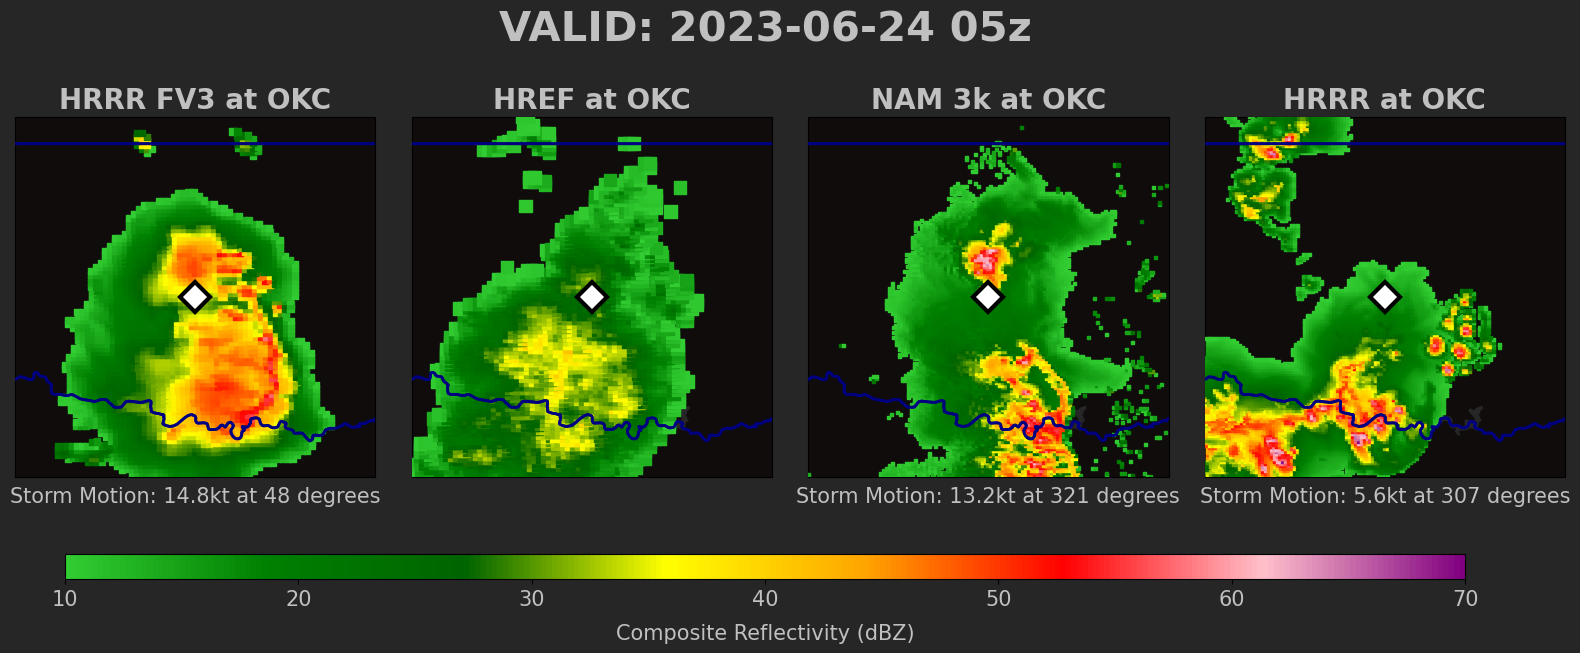 VALID: 2023-06-24 05z
HRRR FV3 at OKC
HREF at OKC
NAM 3k at OKC
HRRR at OKC
Storm Motion: 14.8kt at 48 degrees
Storm Motion: 13.2kt at 321 degrees
Storm Motion: 5.6kt at 307 degrees
10 20 30 40 50 60 70
Composite Reflectivity (dBZ)